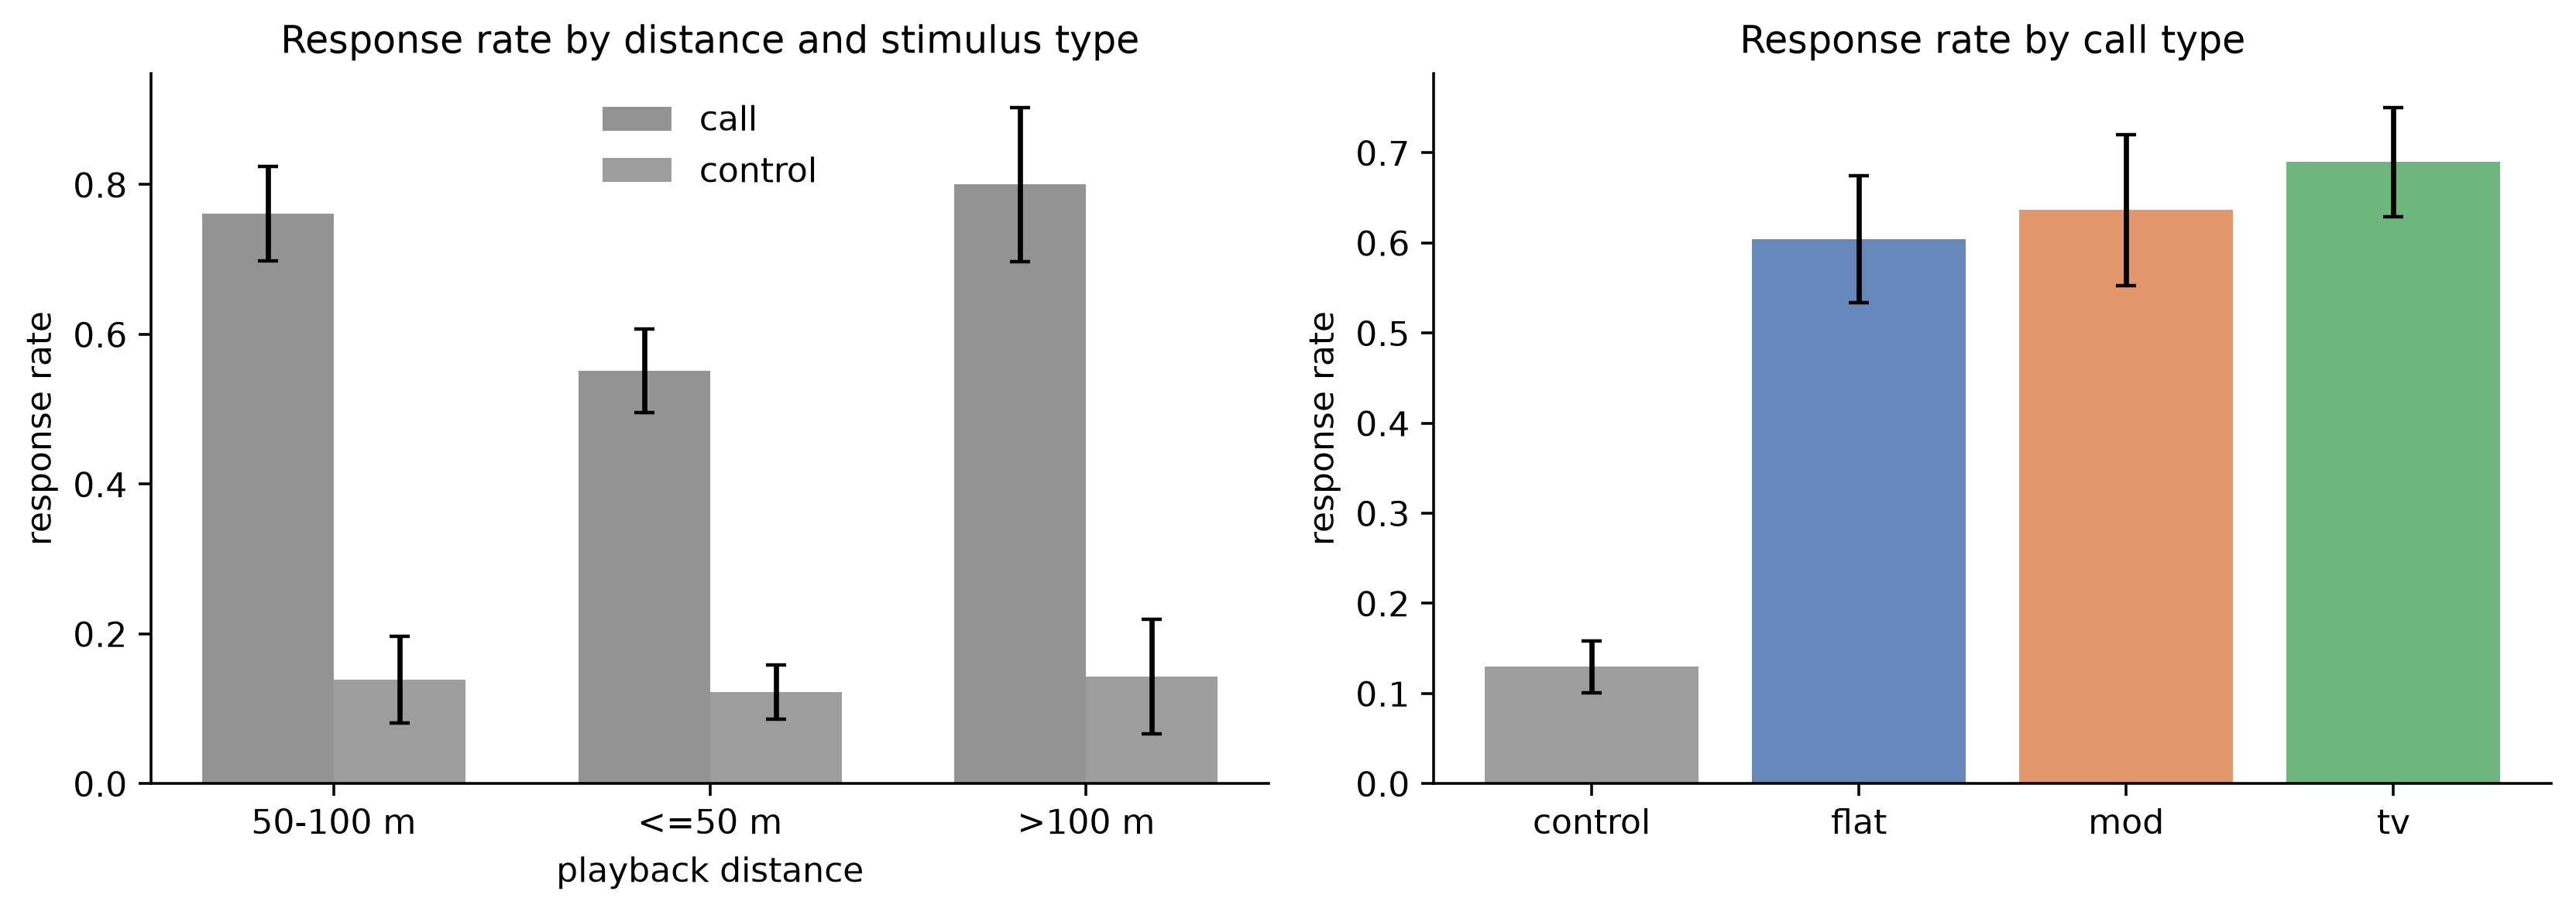 Response rate by distance and stimulus type
call
control
0.8
0.6
0.4
0.2
0.0
response rate
50-100 m
<=50 m
>100 m
playback distance
Response rate by call type
0.7
0.6
0.5
0.4
0.3
0.2
0.1
0.0
response rate
control
flat
mod
tv